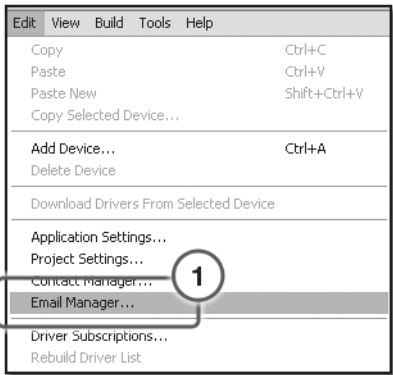 Edit View Build Tools Help
Copy Ctrl+C
Paste Ctrl+V
Paste New Shift+Ctrl+V
Copy Selected Device...
Add Device... Ctrl+A
Delete Device
Download Drivers From Selected Device
Application Settings...
Project Settings...
Contact Manager...
1
Email Manager...
Driver Subscriptions...
Rebuild Driver List